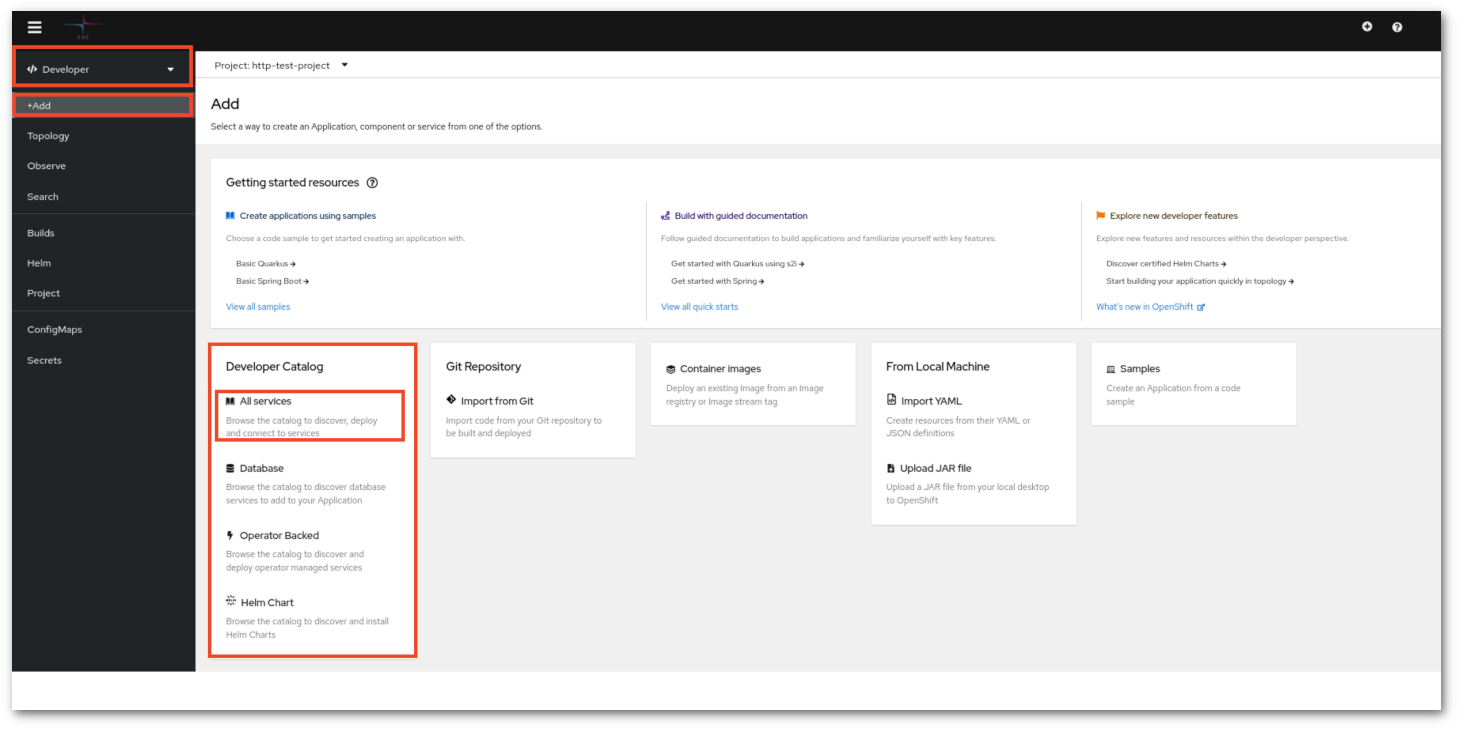 CSC
Developer
Project: http-test-project
+Add
Topology
Observe
Search
Builds
Helm
Project
ConfigMaps
Secrets
Add
Select a way to create an Application, component or service from one of the options.
Getting started resources
Create applications using samples
Choose a code sample to get started creating an application with.
Basic Quarkus →
Basic Spring Boot →
View all samples
Build with guided documentation
Follow guided documentation to build applications and familiarize yourself with key features.
Get started with Quarkus using s2i →
Get started with Spring →
View all quick starts
Explore new developer features
Explore new features and resources within the developer perspective.
Discover certified Helm Charts →
Start building your application quickly in topology →
What's new in OpenShift
Developer Catalog
All services
Browse the catalog to discover, deploy
and connect to services
Database
Browse the catalog to discover database
services to add to your Application
Operator Backed
Browse the catalog to discover and
deploy operator managed services
Helm Chart
Browse the catalog to discover and install
Helm Charts
Git Repository
Import from Git
Import code from your Git repository to
be built and deployed
Container images
Deploy an existing Image from an Image
registry or Image stream tag
From Local Machine
Import YAML
Create resources from their YAML or
JSON definitions
Upload JAR file
Upload a JAR file from your local desktop
to OpenShift
Samples
Create an Application from a code
sample